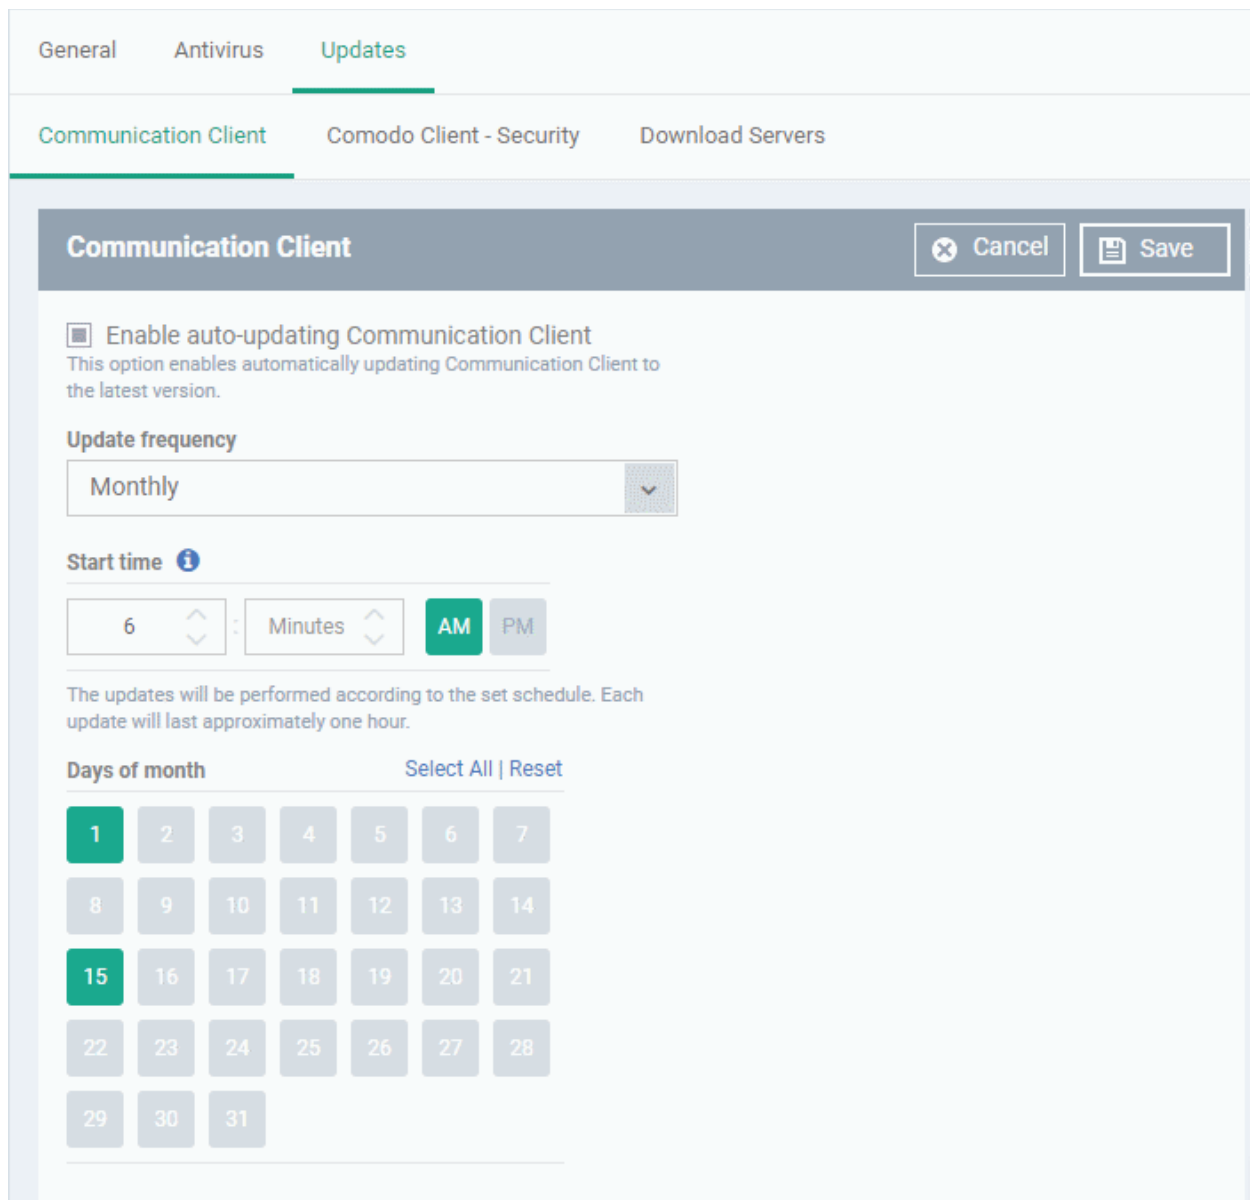 General Antivirus Updates
Communication Client Comodo Client - Security Download Servers
Communication Client Cancel Save
Enable auto-updating Communication Client
This option enables automatically updating Communication Client to
the latest version.
Update frequency
Monthly
Start time
6 : Minutes AM PM
The updates will be performed according to the set schedule. Each
update will last approximately one hour.
Days of month Select All | Reset
1 2 3 4 5 6 7
8 9 10 11 12 13 14
15 16 17 18 19 20 21
22 23 24 25 26 27 28
29 30 31